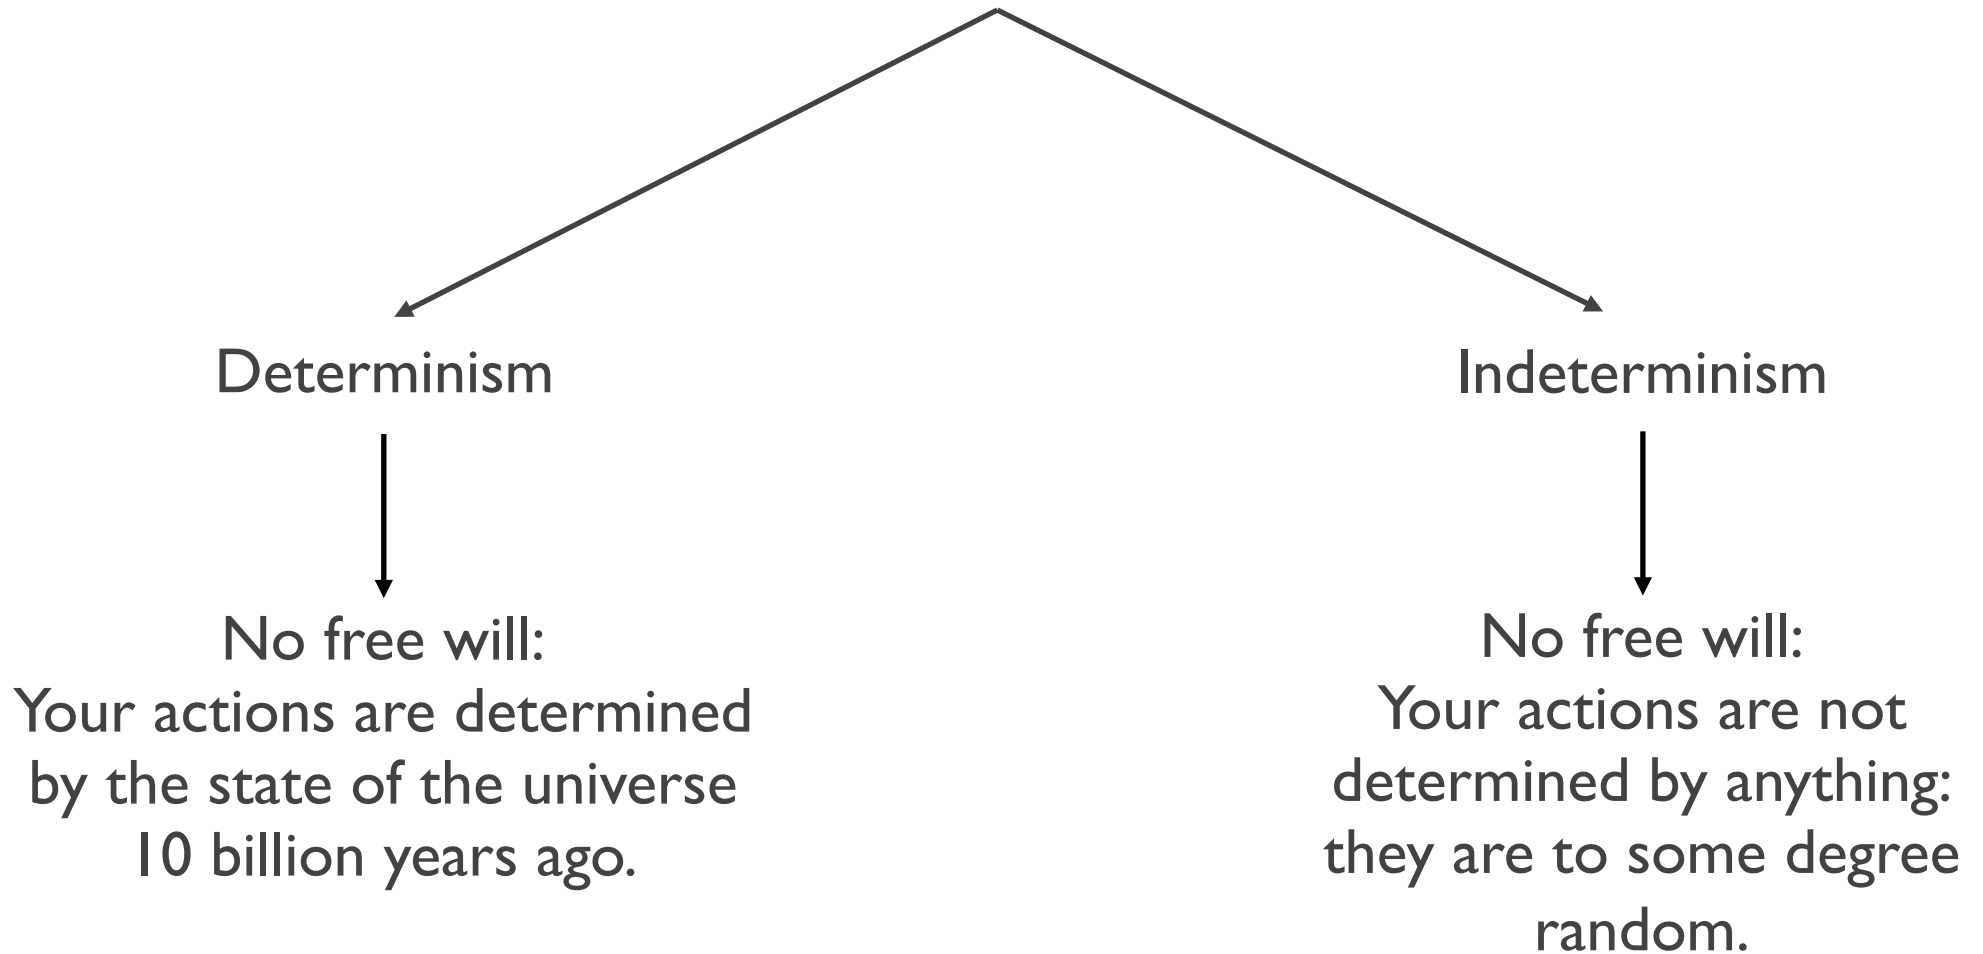 Determinism
Indeterminism
No free will:
Your actions are determined
by the state of the universe
10 billion years ago.
No free will:
Your actions are not
determined by anything:
they are to some degree
random.